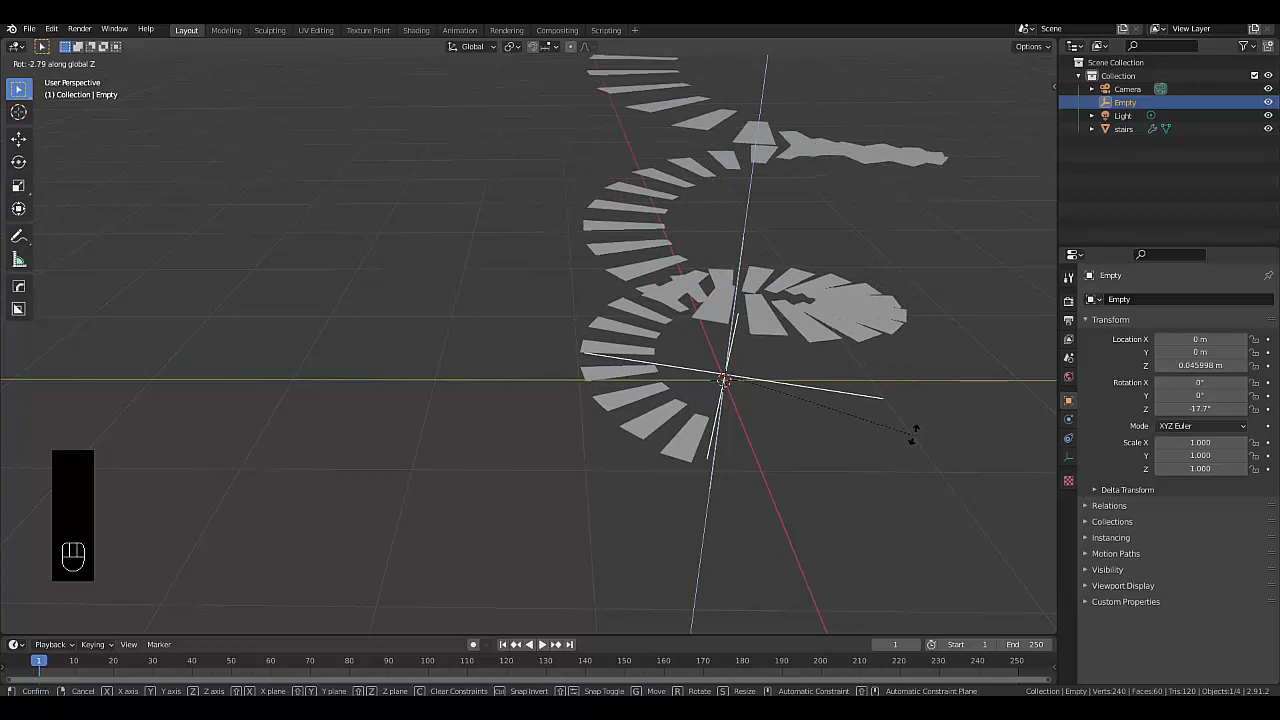 File Edit Render Window Help Layout Modeling Sculpting UV Editing Texture Paint Shading Animation Rendering Compositing Scripting + Scene View Layer
Global Options
Rot: -2.79 along global Z
User Perspective
(1) Collection | Empty
Scene Collection
Collection
Camera
Empty
Light
stairs
Empty
Empty
Transform
Location X 0 m
Y 0 m
Z 0.045998 m
Rotation X 0°
Y 0°
Z -17.7°
Mode XYZ Euler
Scale X 1.000
Y 1.000
Z 1.000
Delta Transform
Relations
Collections
Instancing
Motion Paths
Visibility
Viewport Display
Custom Properties
Playback Keying View Marker 1 Start 1 End 250
1 10 20 30 40 50 60 70 80 90 100 110 120 130 140 150 160 170 180 190 200 210 220 230 240 250
Confirm Cancel X X axis Y Y axis Z Z axis X X plane Y Y plane Z Z plane C Clear Constraints Snap Invert Snap Toggle G Move R Rotate S Resize Automatic Constraint Automatic Constraint Plane Collection | Empty | Verts:240 | Faces:60 | Tris:120 | Objects:1/4 | 2.91.2